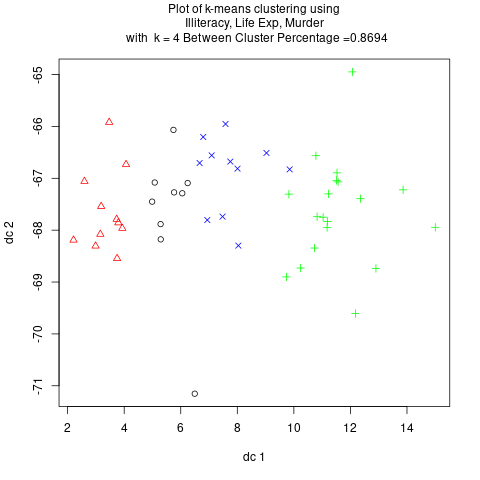 Plot of k-means clustering using
Illiteracy, Life Exp, Murder
with k = 4 Between Cluster Percentage =0.8694
-65
-66
-67
-68
-69
-70
-71
dc 2
2 4 6 8 10 12 14
dc 1